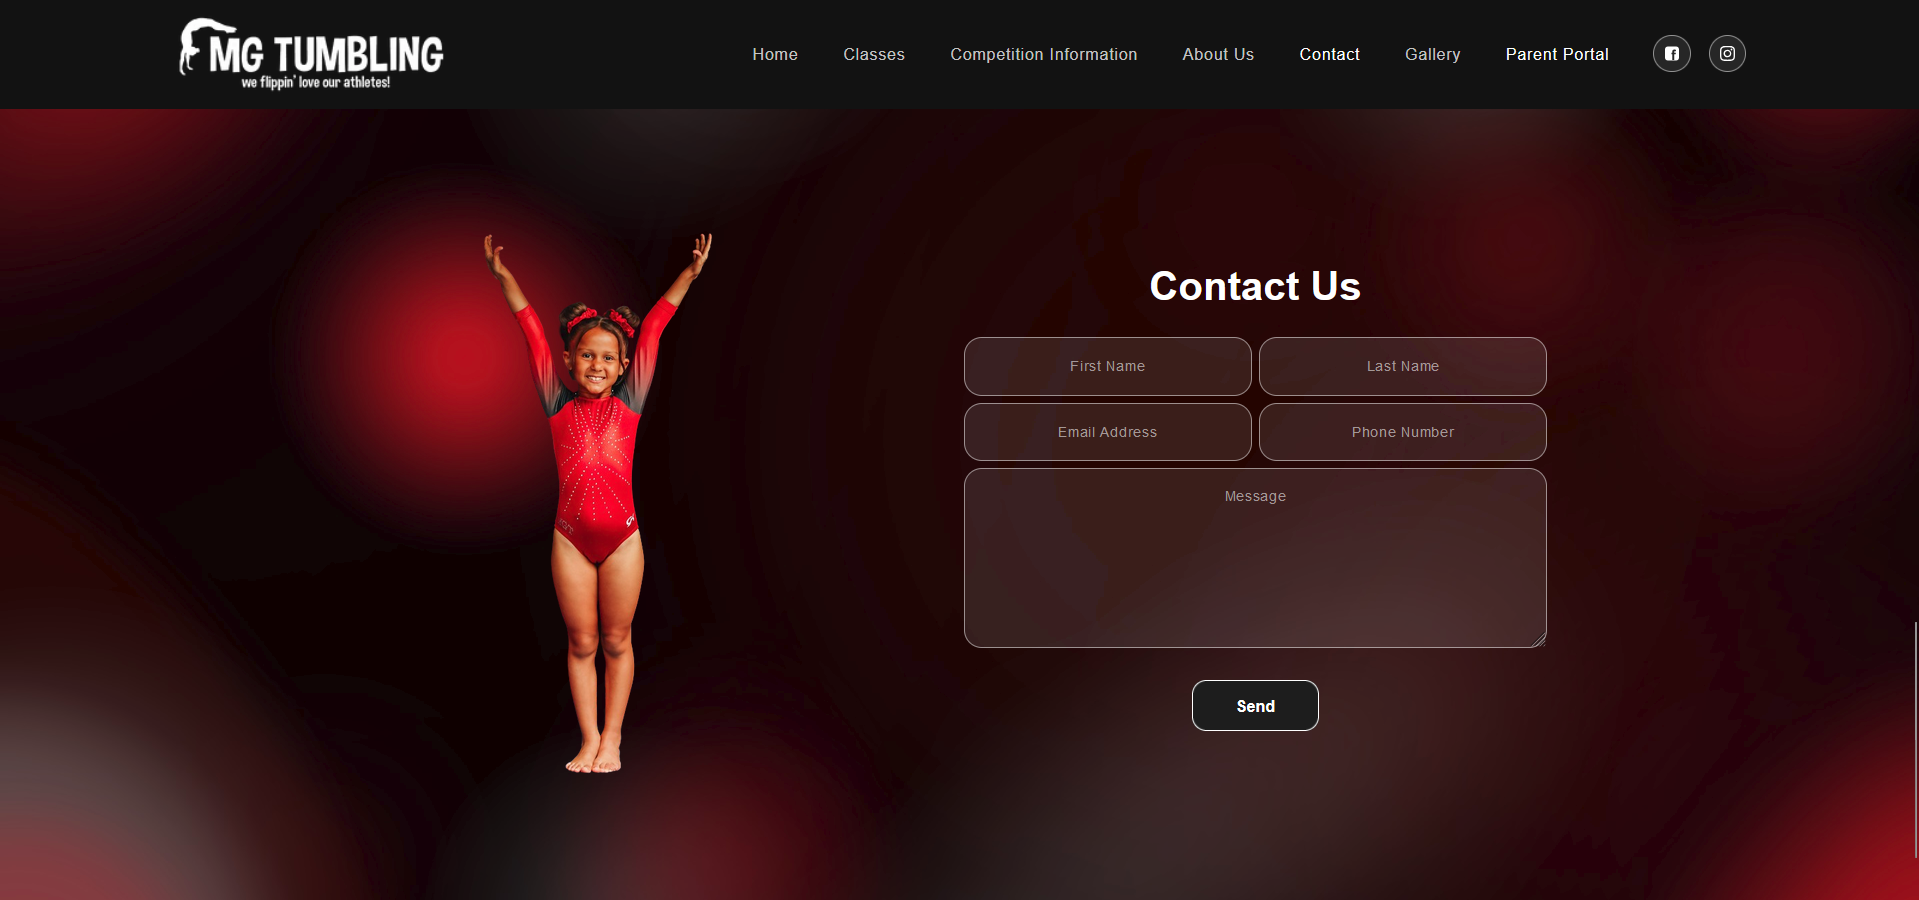 MG TUMBLING
we flippin' love our athletes!
Home
Classes
Competition Information
About Us
Contact
Gallery
Parent Portal
Contact Us
First Name
Last Name
Email Address
Phone Number
Message
Send